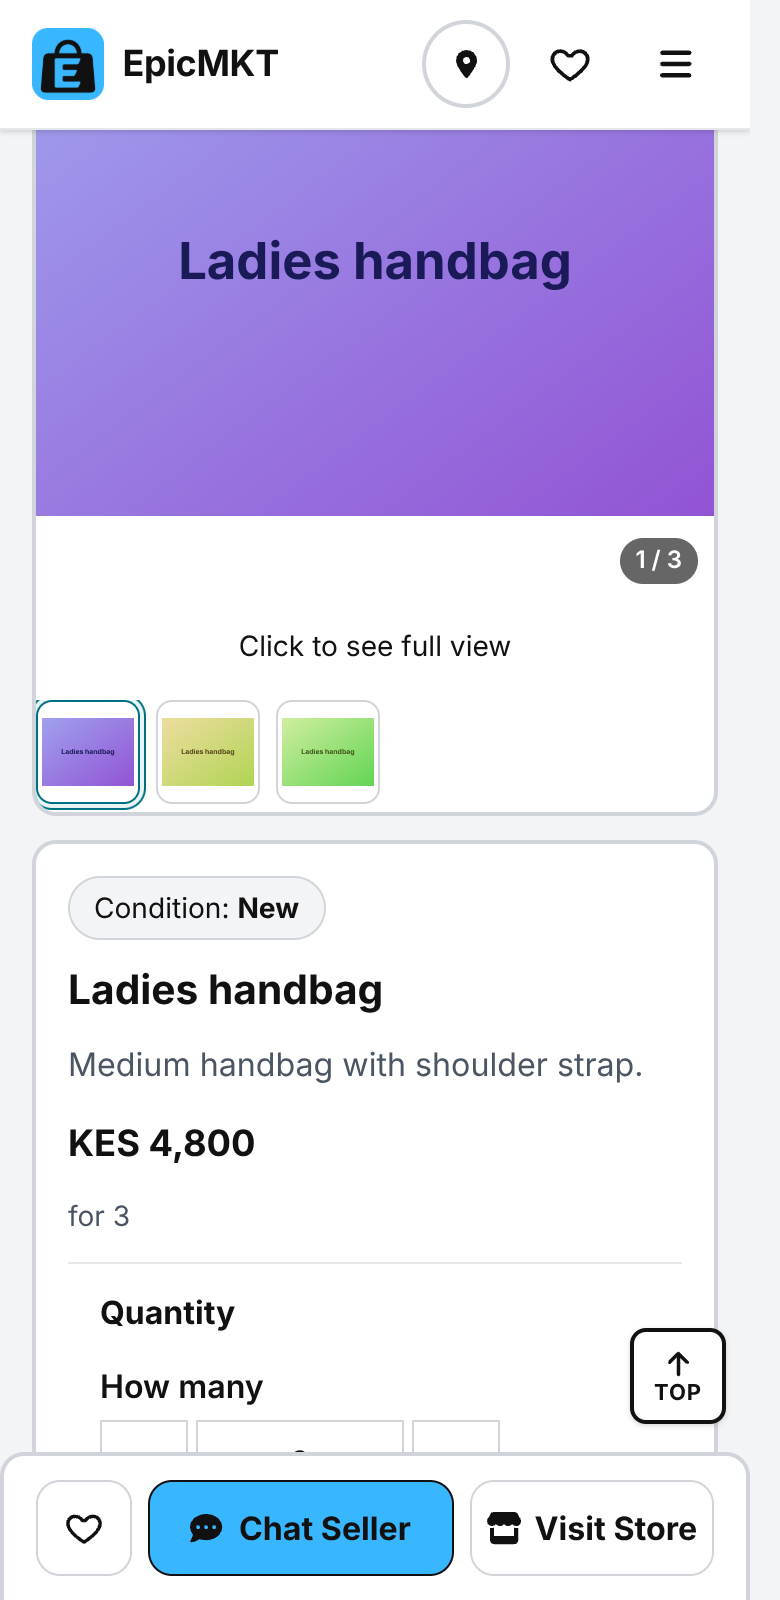 EpicMKT
Ladies handbag
1 / 3
Click to see full view
Ladies handbag
Ladies handbag
Ladies handbag
Condition: New
Ladies handbag
Medium handbag with shoulder strap.
KES 4,800
for 3
Quantity
How many
TOP
Chat Seller
Visit Store